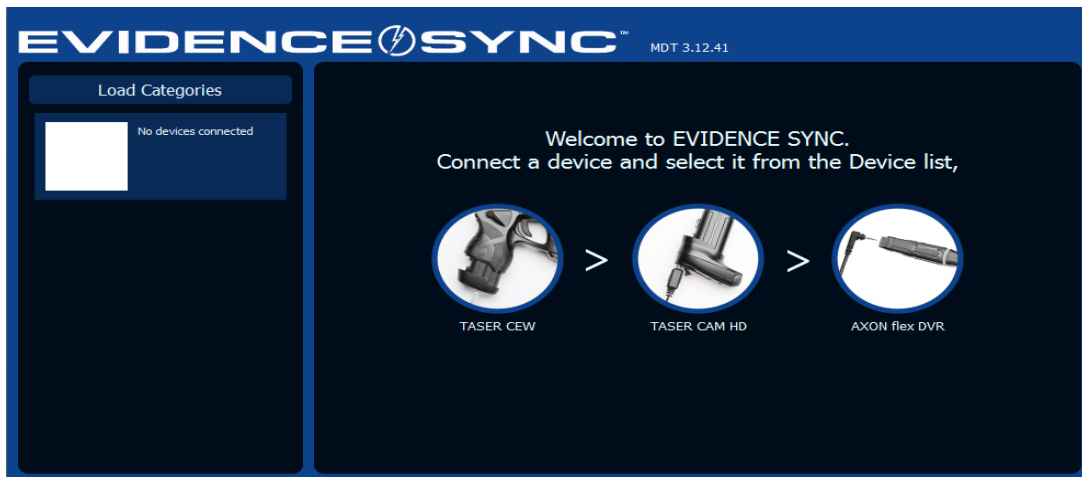 EVIDENCE SYNC™ MDT 3.12.41
Load Categories
No devices connected
Welcome to EVIDENCE SYNC.
Connect a device and select it from the Device list,
> >
TASER CEW TASER CAM HD AXON flex DVR